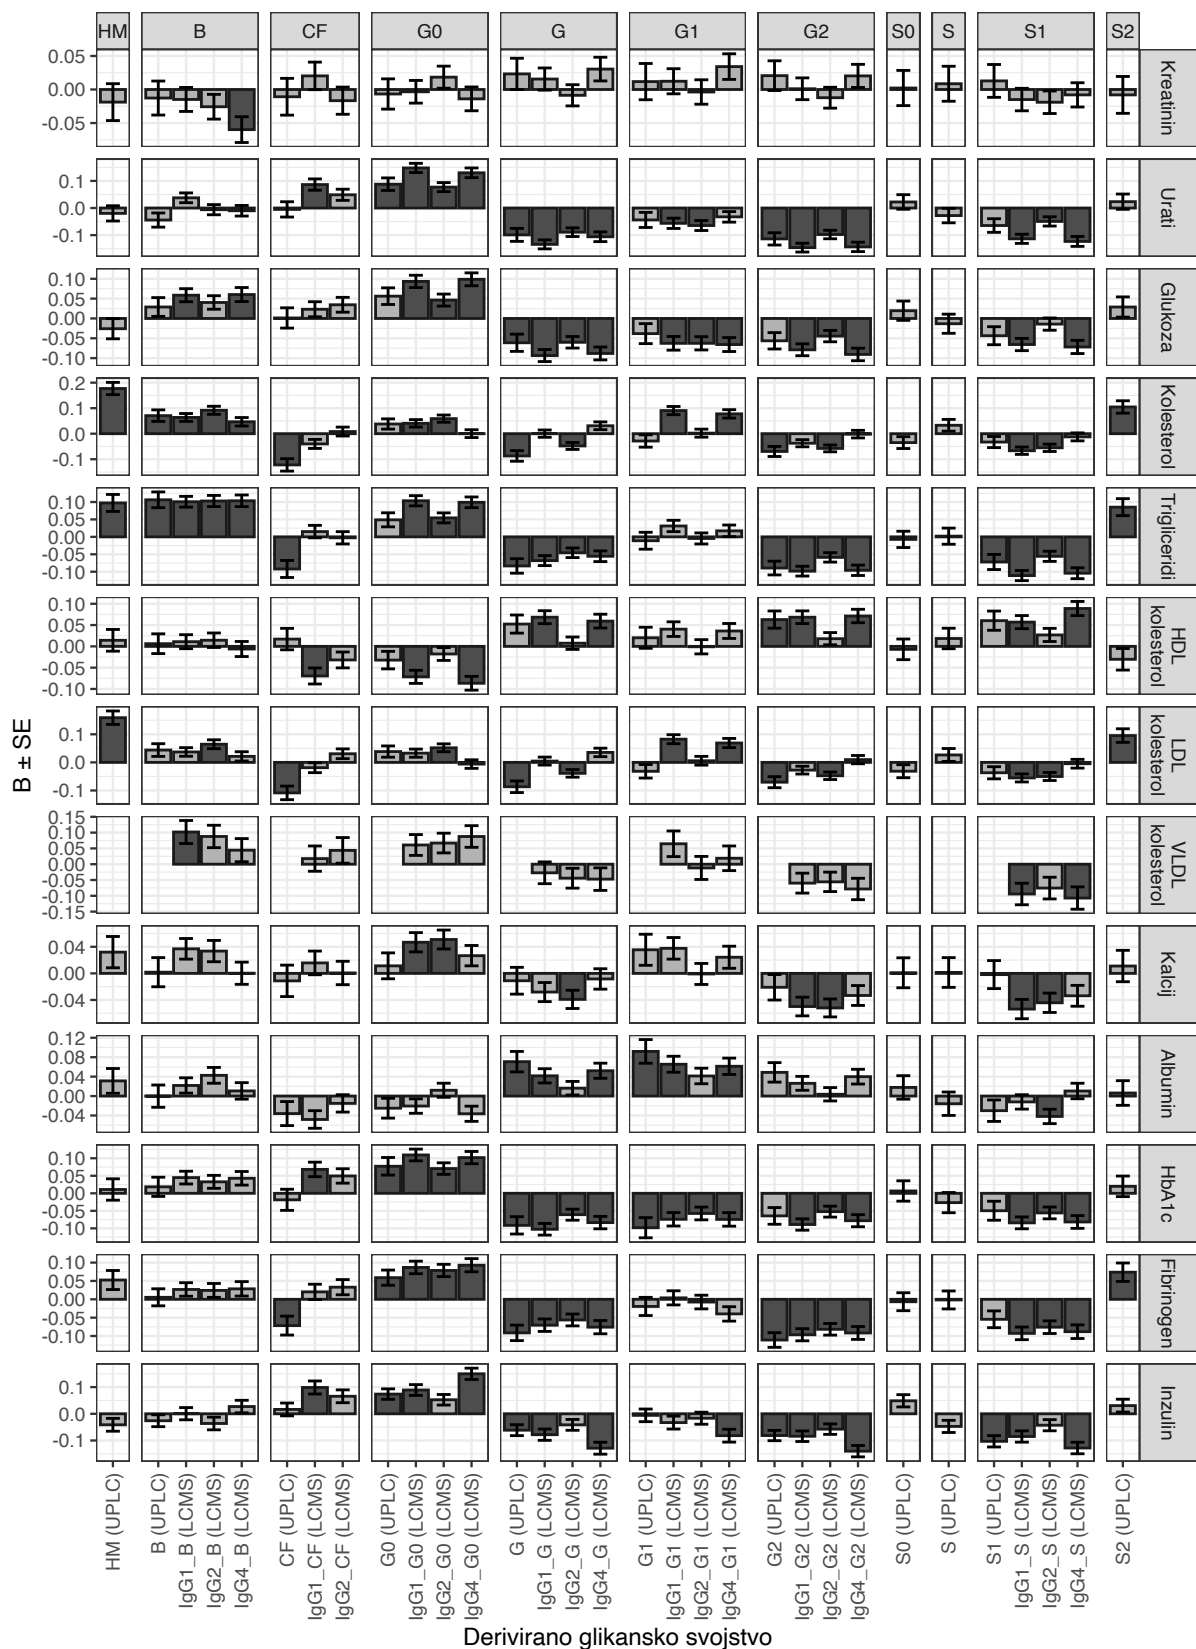 HM B CF G0 G G1 G2 S0 S S1 S2
0.05
0.00
-0.05
Kreatinin
0.1
0.0
-0.1
Urati
0.10
0.05
0.00
-0.05
-0.10
Glukoza
0.2
0.1
0.0
-0.1
Kolesterol
0.10
0.05
0.00
-0.05
-0.10
Trigliceridi
0.10
0.05
0.00
-0.05
-0.10
HDL
kolesterol
0.1
0.0
-0.1
LDL
kolesterol
0.15
0.10
0.05
0.00
-0.05
-0.10
-0.15
VLDL
kolesterol
0.04
0.00
-0.04
Kalcij
0.12
0.08
0.04
0.00
-0.04
Albumin
0.10
0.05
0.00
-0.05
-0.10
HbA1c
0.10
0.05
0.00
-0.05
-0.10
Fibrinogen
0.1
0.0
-0.1
Inzulin
B ± SE
HM (UPLC)
B (UPLC)
IgG1_B (LCMS)
IgG2_B (LCMS)
IgG4_B (LCMS)
CF (UPLC)
IgG1_CF (LCMS)
IgG2_CF (LCMS)
G0 (UPLC)
IgG1_G0 (LCMS)
IgG2_G0 (LCMS)
IgG4_G0 (LCMS)
G (UPLC)
IgG1_G (LCMS)
IgG2_G (LCMS)
IgG4_G (LCMS)
G1 (UPLC)
IgG1_G1 (LCMS)
IgG2_G1 (LCMS)
IgG4_G1 (LCMS)
G2 (UPLC)
IgG1_G2 (LCMS)
IgG2_G2 (LCMS)
IgG4_G2 (LCMS)
S0 (UPLC)
S (UPLC)
S1 (UPLC)
IgG1_S (LCMS)
IgG2_S (LCMS)
IgG4_S (LCMS)
S2 (UPLC)
Derivirano glikansko svojstvo